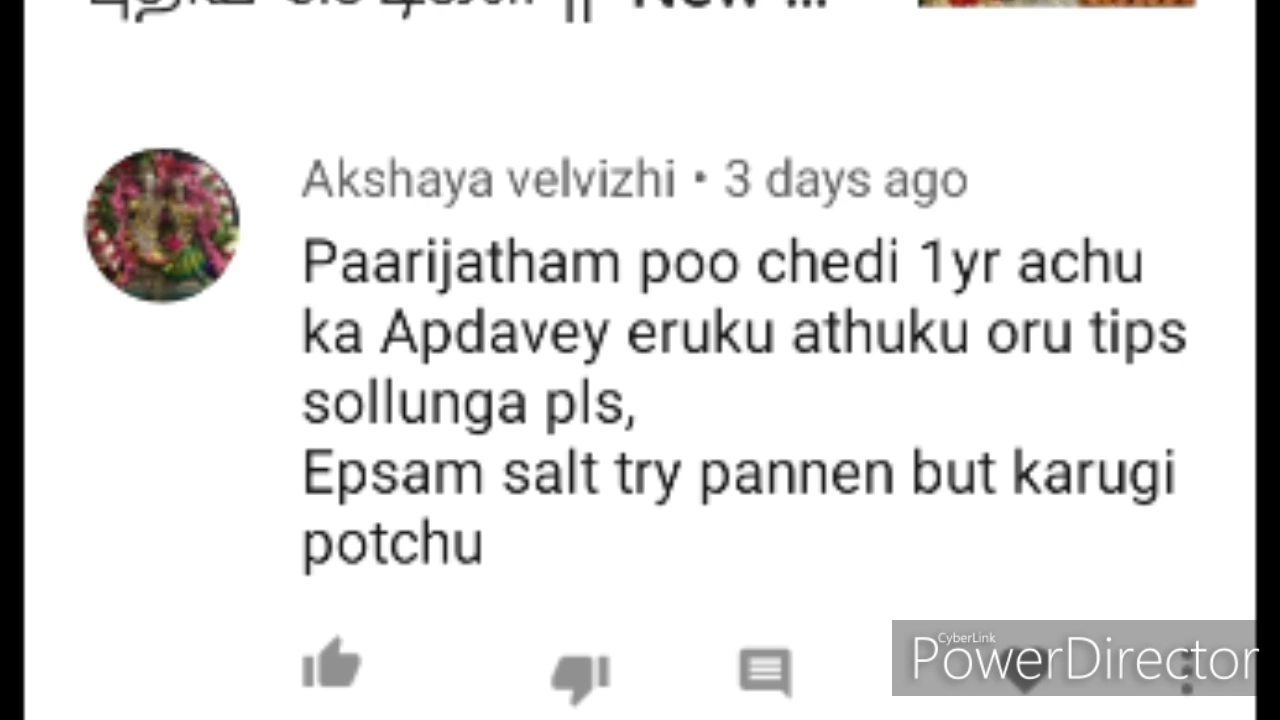 New ...
Akshaya velvizhi • 3 days ago
Paarijatham poo chedi 1yr achu
ka Apdavey eruku athuku oru tips
sollunga pls,
Epsam salt try pannen but karugi
potchu
CyberLink
PowerDirector